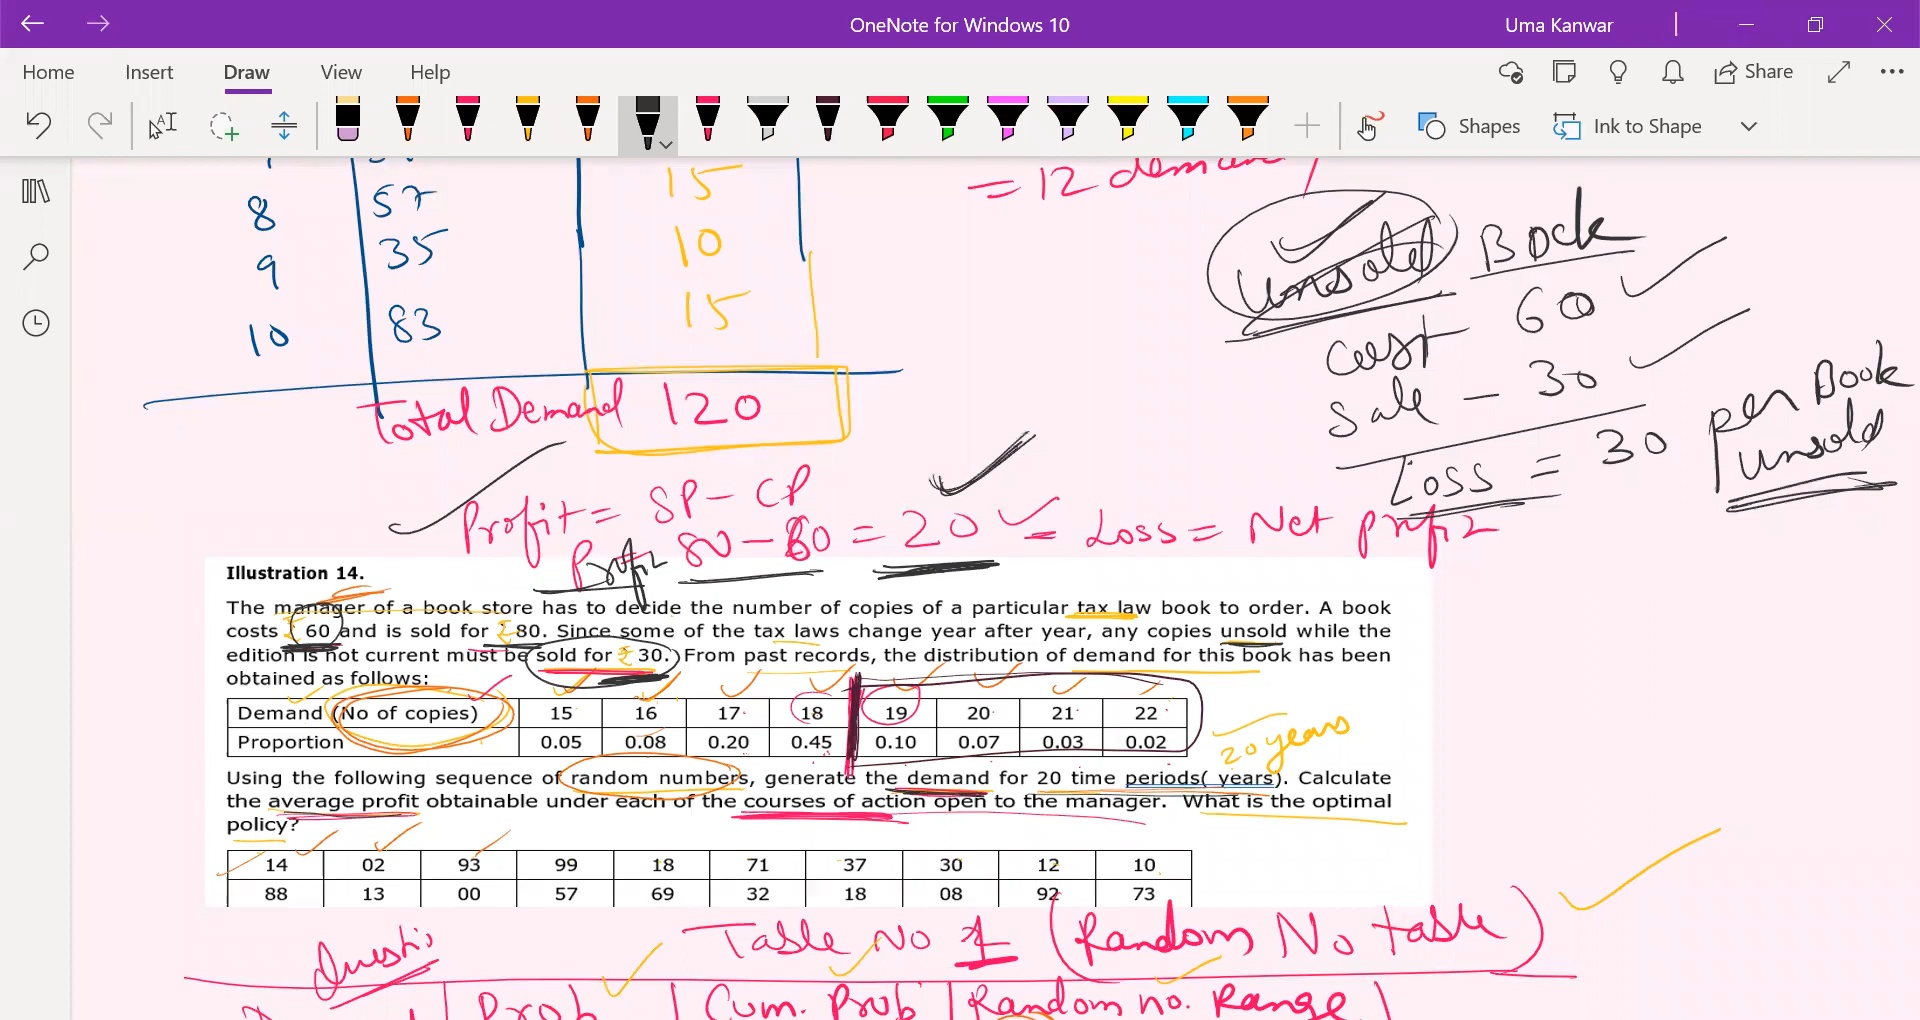 OneNote for Windows 10
Uma Kanwar
Home Insert Draw View Help
Share
Shapes Ink to Shape
15
= 12
8 57
10
9 35
10 83 15
Total Demand 120
Unsold Book
Cost 60
Sale - 30
Loss = 30
per Book
unsold
Profit = SP - CP
Profit 80 - 60 = 20 = Loss = Net profit
Illustration 14.
The manager of a book store has to decide the number of copies of a particular tax law book to order. A book
costs ₹ 60 and is sold for ₹ 80. Since some of the tax laws change year after year, any copies unsold while the
edition is not current must be sold for ₹ 30. From past records, the distribution of demand for this book has been
obtained as follows:
Demand (No of copies) 15 16 17 18 19 20 21 22
Proportion 0.05 0.08 0.20 0.45 0.10 0.07 0.03 0.02
20 years
Using the following sequence of random numbers, generate the demand for 20 time periods( years). Calculate
the average profit obtainable under each of the courses of action open to the manager. What is the optimal
policy?
14 02 93 99 18 71 37 30 12 10
88 13 00 57 69 32 18 08 92 73
Table No 1 (Random No table)
Prob Cum. Prob Random no. Range